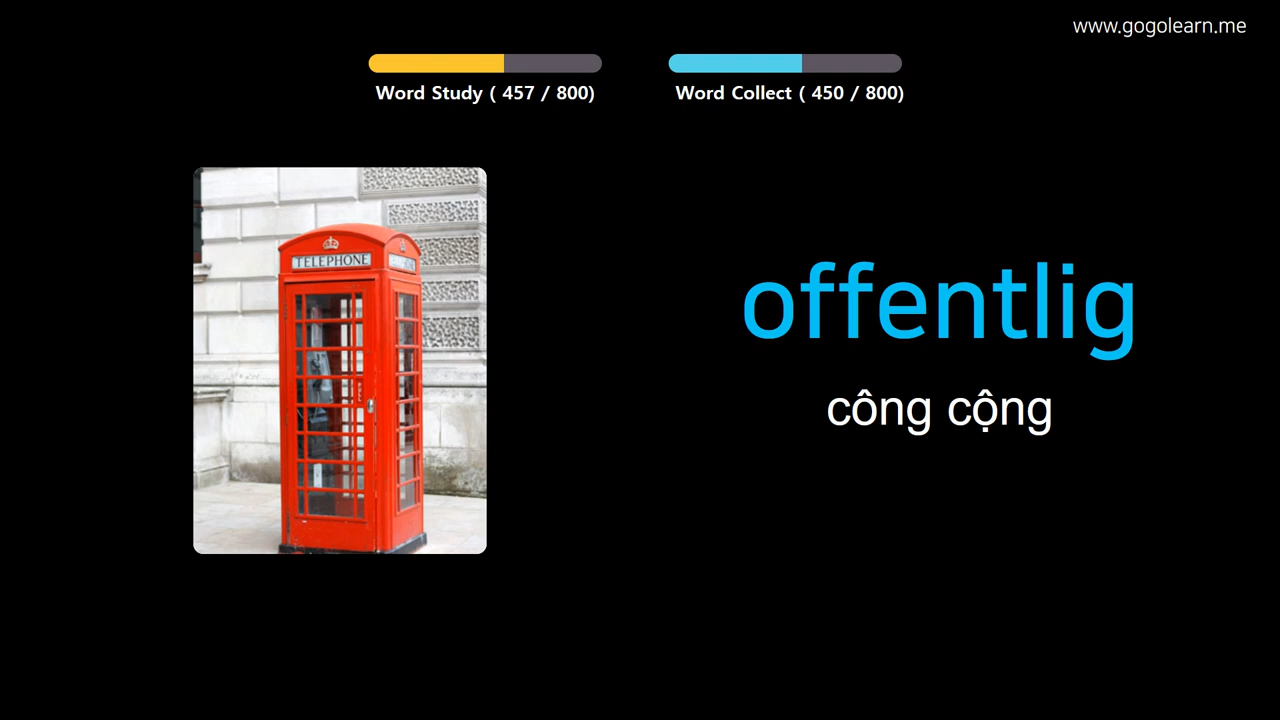 www.gogolearn.me
Word Study ( 457 / 800)
Word Collect ( 450 / 800)
TELEPHONE
offentlig
công cộng